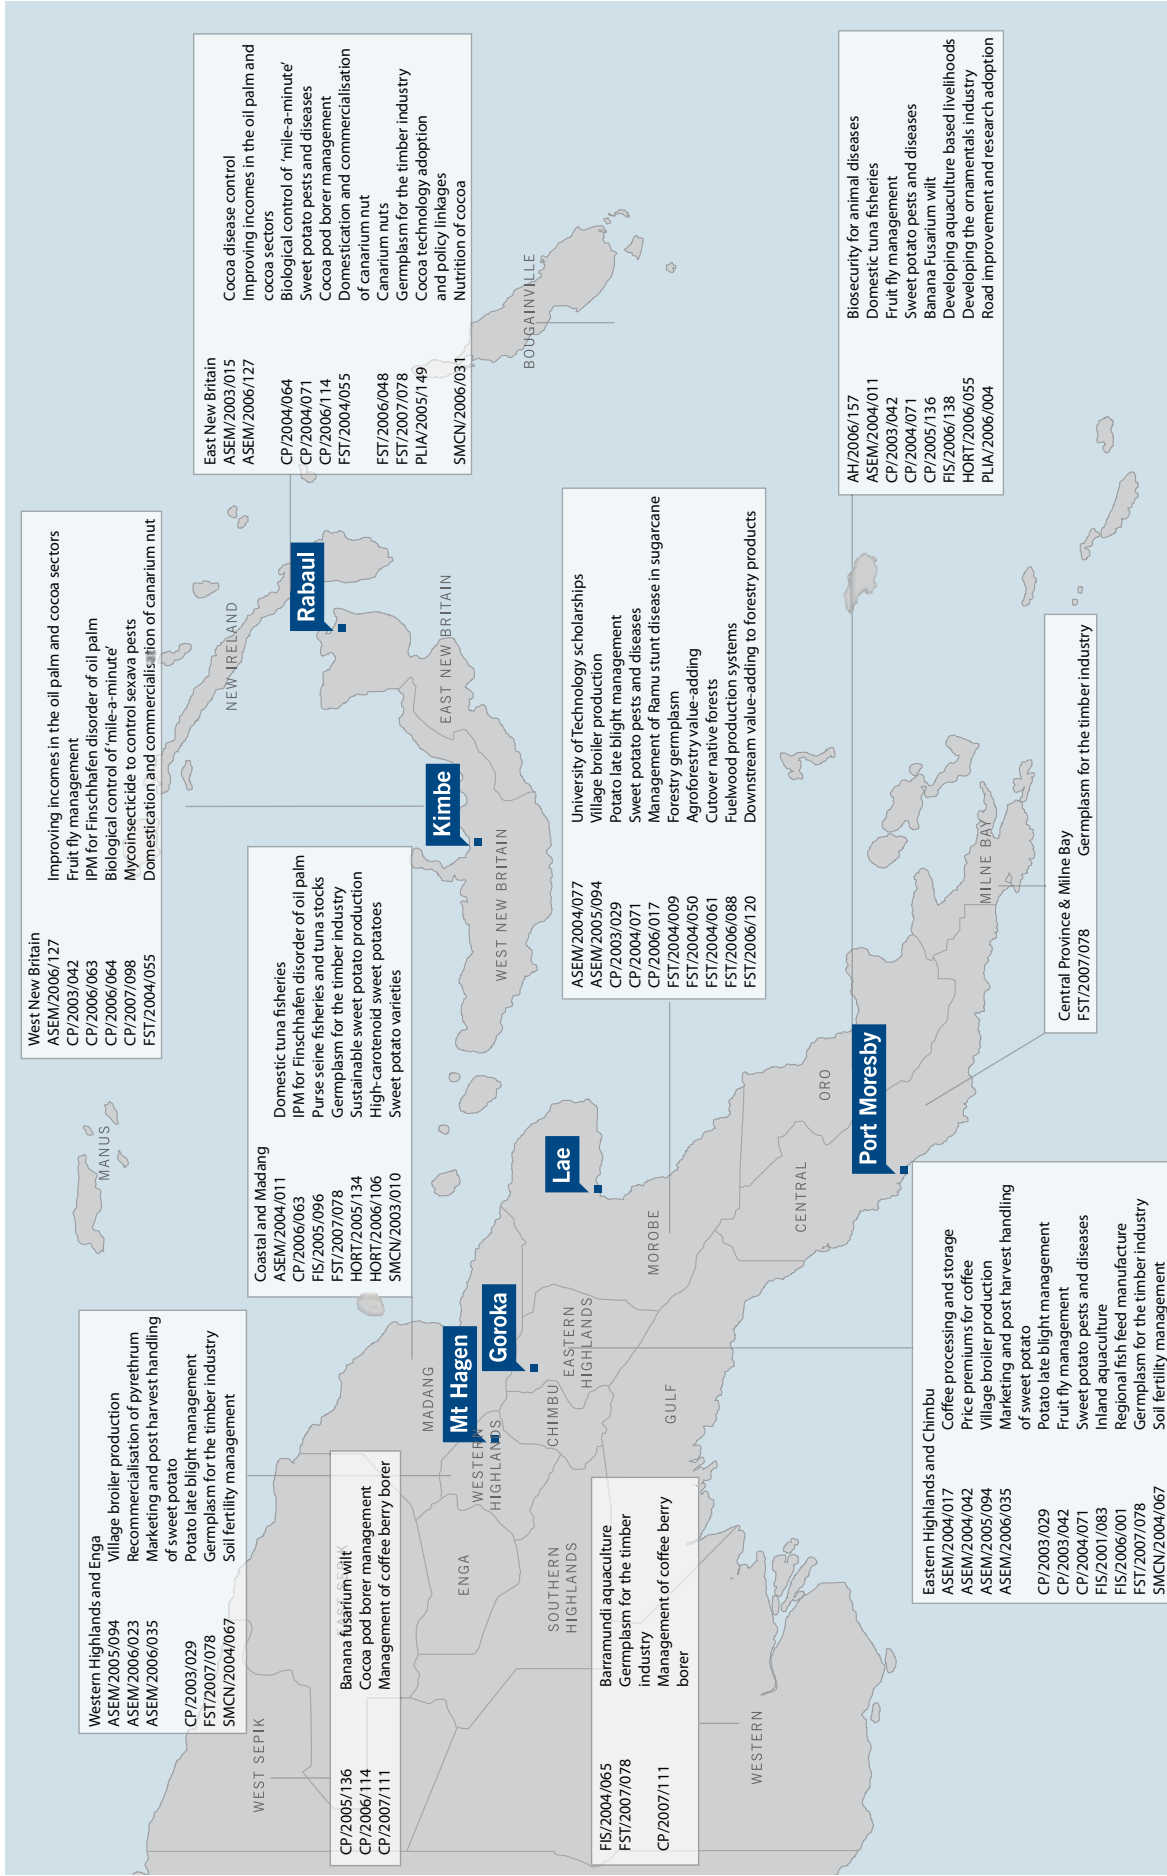 Western Highlands and Enga
ASEM/2005/094 Village broiler production
ASEM/2006/023 Recommercialisation of pyrethrum
ASEM/2006/035 Marketing and post harvest handling
of sweet potato
CP/2003/029 Potato late blight management
FST/2007/078 Germplasm for the timber industry
SMCN/2004/067 Soil fertility management
West New Britain
ASEM/2006/127 Improving incomes in the oil palm and cocoa sectors
CP/2003/042 Fruit fly management
CP/2006/063 IPM for Finschhafen disorder of oil palm
CP/2006/064 Biological control of ‘mile-a-minute’
CP/2007/098 Mycoinsecticide to control sexava pests
FST/2004/055 Domestication and commercialisation of canarium nut
East New Britain
ASEM/2003/015 Cocoa disease control
ASEM/2006/127 Improving incomes in the oil palm and
cocoa sectors
CP/2004/064 Biological control of ‘mile-a-minute’
CP/2004/071 Sweet potato pests and diseases
CP/2006/114 Cocoa pod borer management
FST/2004/055 Domestication and commercialisation
of canarium nut
FST/2006/048 Canarium nuts
FST/2007/078 Germplasm for the timber industry
PLIA/2005/149 Cocoa technology adoption
and policy linkages
SMCN/2006/031 Nutrition of cocoa
Coastal and Madang
ASEM/2004/011 Domestic tuna fisheries
CP/2006/063 IPM for Finschhafen disorder of oil palm
FIS/2005/096 Purse seine fisheries and tuna stocks
FST/2007/078 Germplasm for the timber industry
HORT/2005/134 Sustainable sweet potato production
HORT/2006/106 High-carotenoid sweet potatoes
SMCN/2003/010 Sweet potato varieties
CP/2005/136 Banana fusarium wilt
CP/2006/114 Cocoa pod borer management
CP/2007/111 Management of coffee berry borer
FIS/2004/065 Barramundi aquaculture
FST/2007/078 Germplasm for the timber
industry
CP/2007/111 Management of coffee berry
borer
ASEM/2004/077 University of Technology scholarships
ASEM/2005/094 Village broiler production
CP/2003/029 Potato late blight management
CP/2004/071 Sweet potato pests and diseases
CP/2006/017 Management of Ramu stunt disease in sugarcane
FST/2004/009 Forestry germplasm
FST/2004/050 Agroforestry value-adding
FST/2004/061 Cutover native forests
FST/2006/088 Fuelwood production systems
FST/2006/120 Downstream value-adding to forestry products
AH/2006/157 Biosecurity for animal diseases
ASEM/2004/011 Domestic tuna fisheries
CP/2003/042 Fruit fly management
CP/2004/071 Sweet potato pests and diseases
CP/2005/136 Banana Fusarium wilt
FIS/2006/138 Developing aquaculture based livelihoods
HORT/2006/055 Developing the ornamentals industry
PLIA/2006/004 Road improvement and research adoption
Eastern Highlands and Chimbu
ASEM/2004/017 Coffee processing and storage
ASEM/2004/042 Price premiums for coffee
ASEM/2005/094 Village broiler production
ASEM/2006/035 Marketing and post harvest handling
of sweet potato
CP/2003/029 Potato late blight management
CP/2003/042 Fruit fly management
CP/2004/071 Sweet potato pests and diseases
FIS/2001/083 Inland aquaculture
FIS/2006/001 Regional fish feed manufacture
FST/2007/078 Germplasm for the timber industry
SMCN/2004/067 Soil fertility management
Central Province & Milne Bay
FST/2007/078 Germplasm for the timber industry
MANUS
NEW IRELAND
Rabaul
EAST NEW BRITAIN
Kimbe
WEST NEW BRITAIN
BOUGAINVILLE
WEST SEPIK
MADANG
Mt Hagen
WESTERN
HIGHLANDS
ENGA
Goroka
CHIMBU
EASTERN
HIGHLANDS
SOUTHERN
HIGHLANDS
Lae
MOROBE
GULF
WESTERN
CENTRAL
ORO
Port Moresby
MILNE BAY